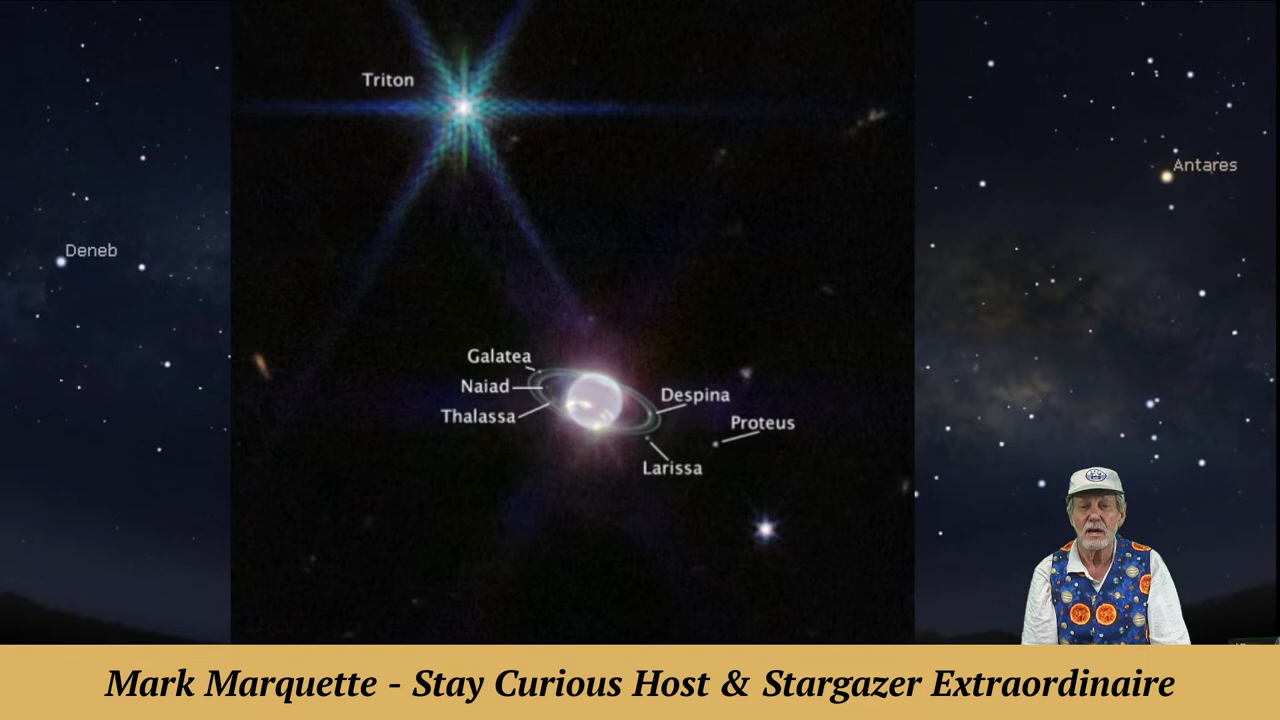 Triton
Antares
Deneb
Galatea
Naiad
Thalassa
Despina
Proteus
Larissa
Mark Marquette - Stay Curious Host & Stargazer Extraordinaire